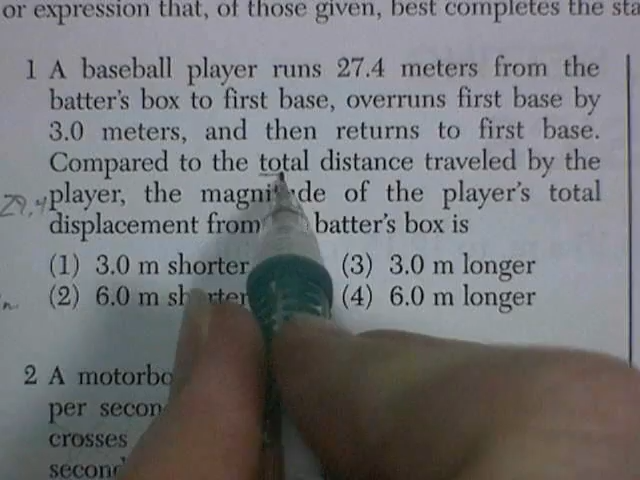 or expression that, of those given, best completes the sta
1 A baseball player runs 27.4 meters from the
batter's box to first base, overruns first base by
3.0 meters, and then returns to first base.
Compared to the total distance traveled by the
player, the magnitude of the player's total
displacement from batter's box is
(1) 3.0 m shorter (3) 3.0 m longer
(2) 6.0 m shorter (4) 6.0 m longer
2 A motorbo
per secon
crosses
second